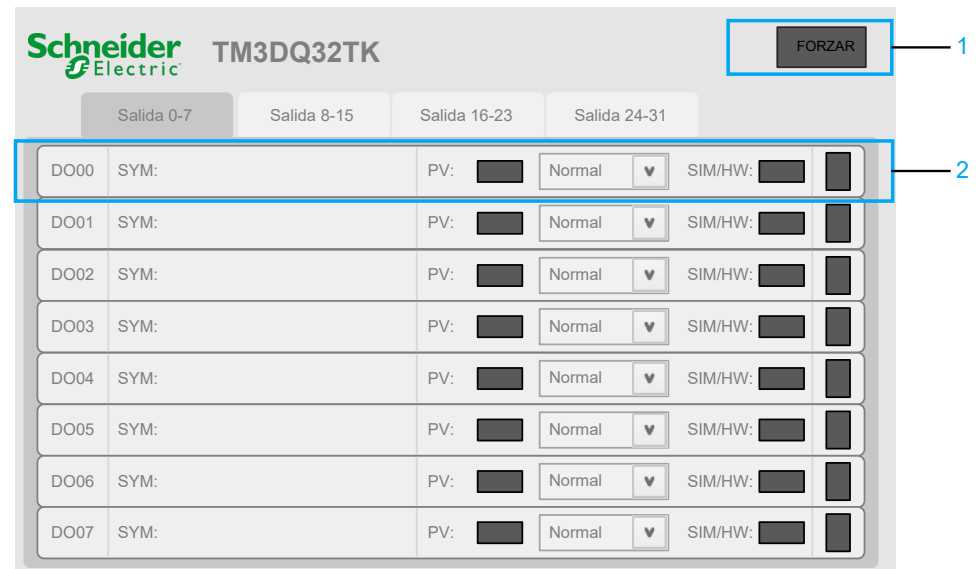 Schneider Electric
TM3DQ32TK
FORZAR
1
Salida 0-7 Salida 8-15 Salida 16-23 Salida 24-31
DO00 SYM: PV: Normal SIM/HW:
2
DO01 SYM: PV: Normal SIM/HW:
DO02 SYM: PV: Normal SIM/HW:
DO03 SYM: PV: Normal SIM/HW:
DO04 SYM: PV: Normal SIM/HW:
DO05 SYM: PV: Normal SIM/HW:
DO06 SYM: PV: Normal SIM/HW:
DO07 SYM: PV: Normal SIM/HW: